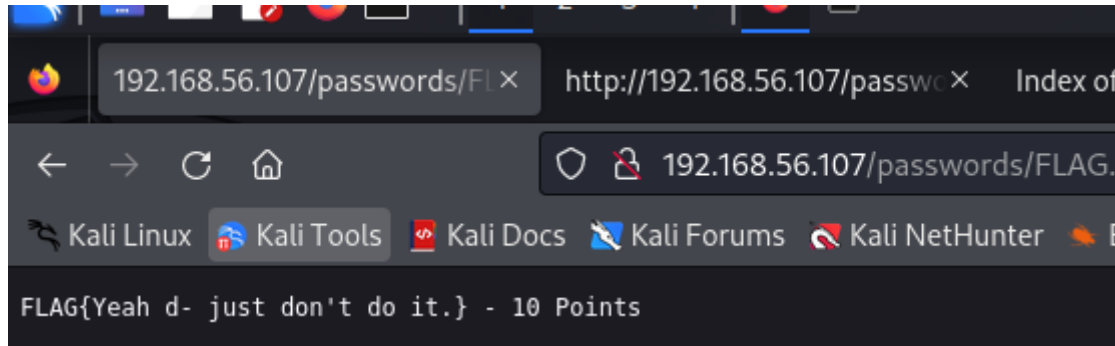 192.168.56.107/passwords/FL
http://192.168.56.107/passwo
Index of
192.168.56.107/passwords/FLAG.
Kali Linux Kali Tools Kali Docs Kali Forums Kali NetHunter
FLAG{Yeah d- just don't do it.} - 10 Points